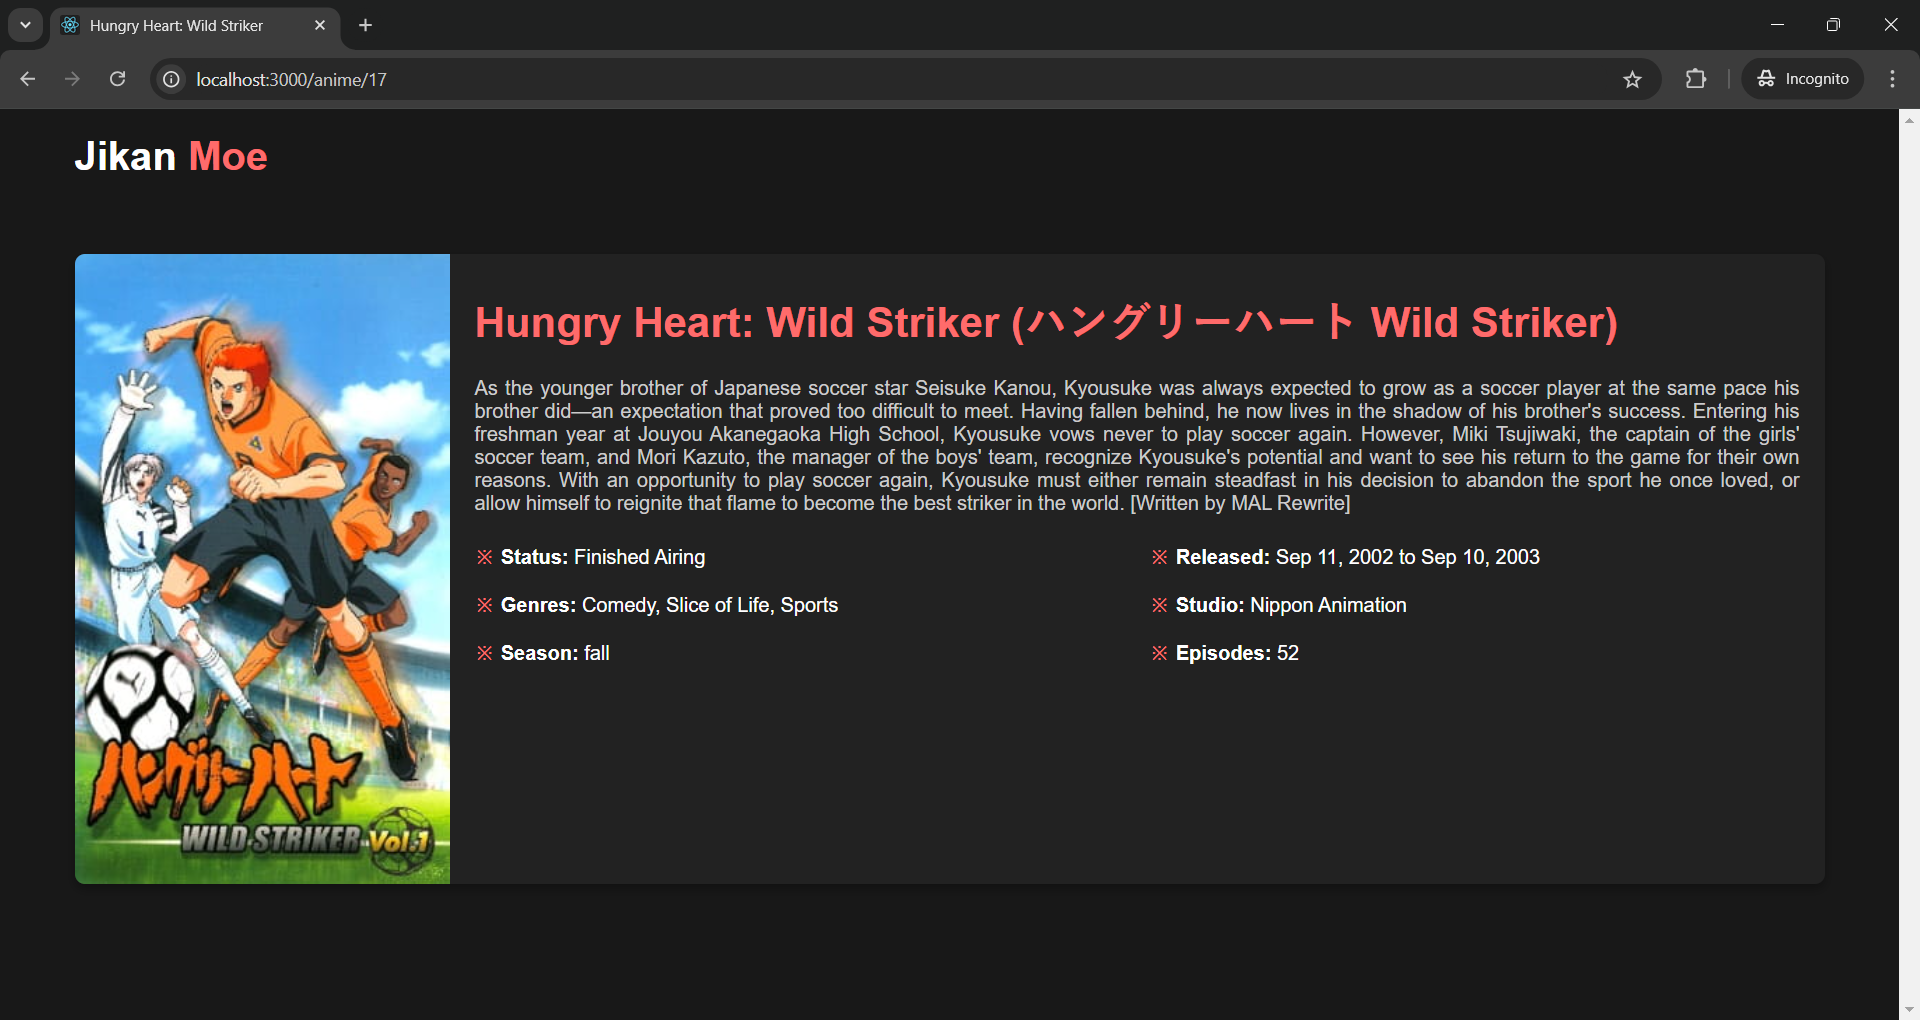 Hungry Heart: Wild Striker
localhost:3000/anime/17
Incognito
Jikan Moe
Hungry Heart: Wild Striker (ハングリーハート Wild Striker)
As the younger brother of Japanese soccer star Seisuke Kanou, Kyousuke was always expected to grow as a soccer player at the same pace his
brother did—an expectation that proved too difficult to meet. Having fallen behind, he now lives in the shadow of his brother's success. Entering his
freshman year at Jouyou Akanegaoka High School, Kyousuke vows never to play soccer again. However, Miki Tsujiwaki, the captain of the girls'
soccer team, and Mori Kazuto, the manager of the boys' team, recognize Kyousuke's potential and want to see his return to the game for their own
reasons. With an opportunity to play soccer again, Kyousuke must either remain steadfast in his decision to abandon the sport he once loved, or
allow himself to reignite that flame to become the best striker in the world. [Written by MAL Rewrite]
※ Status: Finished Airing
※ Released: Sep 11, 2002 to Sep 10, 2003
※ Genres: Comedy, Slice of Life, Sports
※ Studio: Nippon Animation
※ Season: fall
※ Episodes: 52
1
ハングリーハート
WILD STRIKER Vol.1